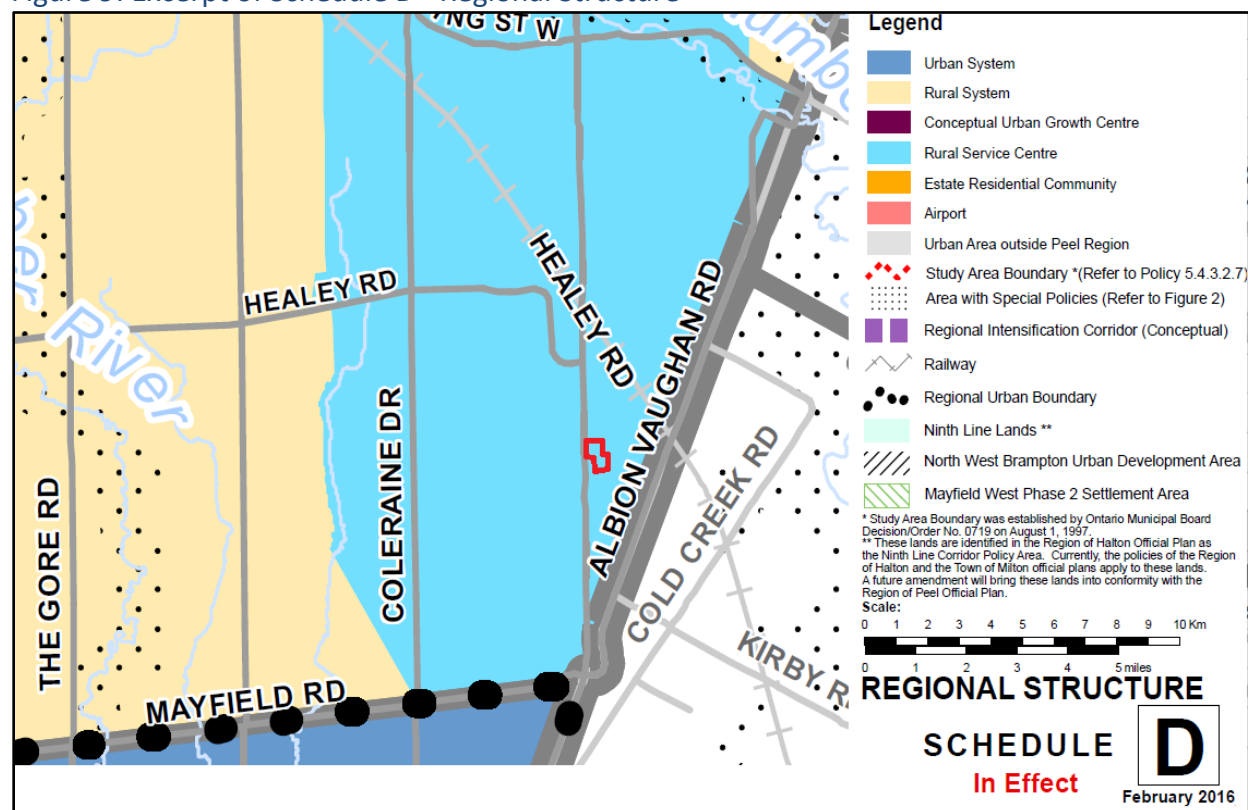 NG ST W
HEALEY RD
HEALEY RD
River
ALBION VAUGHAN RD
COLERAINE DR
THE GORE RD
COLD CREEK RD
MAYFIELD RD
Legend
Urban System
Rural System
Conceptual Urban Growth Centre
Rural Service Centre
Estate Residential Community
Airport
Urban Area outside Peel Region
Study Area Boundary *(Refer to Policy 5.4.3.2.7)
Area with Special Policies (Refer to Figure 2)
Regional Intensification Corridor (Conceptual)
Railway
Regional Urban Boundary
Ninth Line Lands **
North West Brampton Urban Development Area
Mayfield West Phase 2 Settlement Area
* Study Area Boundary was established by Ontario Municipal Board
Decision/Order No. 0719 on August 1, 1997.
** These lands are identified in the Region of Halton Official Plan as
the Ninth Line Corridor Policy Area. Currently, the policies of the Region
of Halton and the Town of Milton official plans apply to these lands.
A future amendment will bring these lands into conformity with the
Region of Peel Official Plan.
Scale:
0 1 2 3 4 5 6 7 8 9 10 Km
0 1 2 3 4 5 miles
KIRBY R
REGIONAL STRUCTURE
SCHEDULE D
In Effect
February 2016